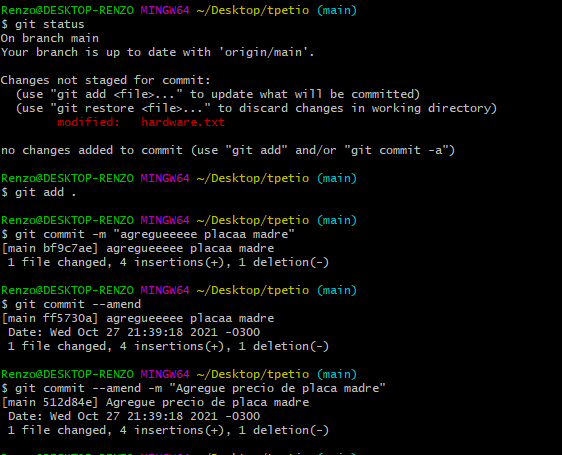 Renzo@DESKTOP-RENZO MINGW64 ~/Desktop/tpetio (main)
$ git status
On branch main
Your branch is up to date with 'origin/main'.
Changes not staged for commit:
(use "git add <file>..." to update what will be committed)
(use "git restore <file>..." to discard changes in working directory)
modified: hardware.txt
no changes added to commit (use "git add" and/or "git commit -a")
Renzo@DESKTOP-RENZO MINGW64 ~/Desktop/tpetio (main)
$ git add .
Renzo@DESKTOP-RENZO MINGW64 ~/Desktop/tpetio (main)
$ git commit -m "agregueeeee placaa madre"
[main bf9c7ae] agregueeeee placaa madre
1 file changed, 4 insertions(+), 1 deletion(-)
Renzo@DESKTOP-RENZO MINGW64 ~/Desktop/tpetio (main)
$ git commit --amend
[main ff5730a] agregueeeee placaa madre
Date: Wed Oct 27 21:39:18 2021 -0300
1 file changed, 4 insertions(+), 1 deletion(-)
Renzo@DESKTOP-RENZO MINGW64 ~/Desktop/tpetio (main)
$ git commit --amend -m "Agregue precio de placa madre"
[main 512d84e] Agregue precio de placa madre
Date: Wed Oct 27 21:39:18 2021 -0300
1 file changed, 4 insertions(+), 1 deletion(-)